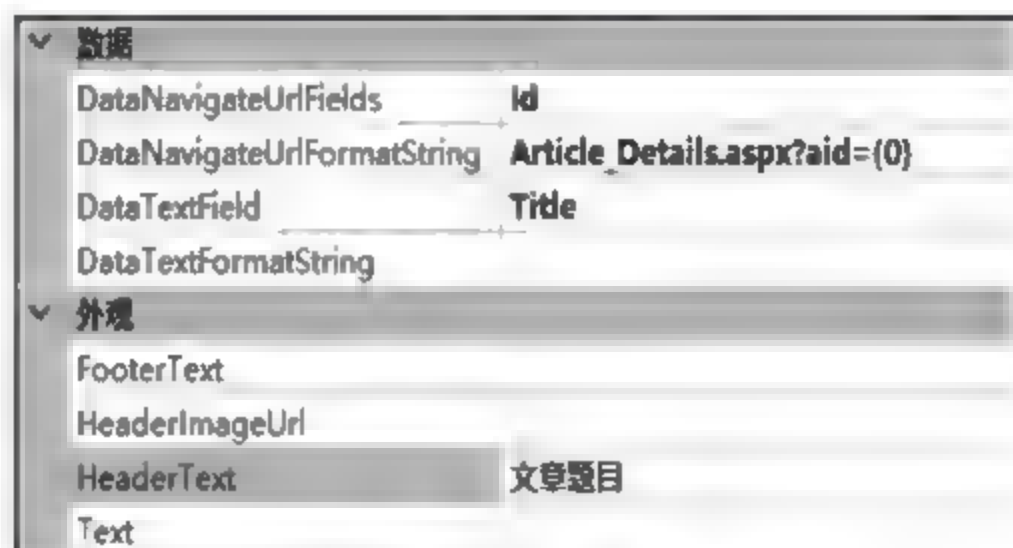 数据
DataNavigateUrlFields Id
DataNavigateUrlFormatString Article_Details.aspx?aid={0}
DataTextField Title
DataTextFormatString
外观
FooterText
HeaderImageUrl
HeaderText 文章题目
Text